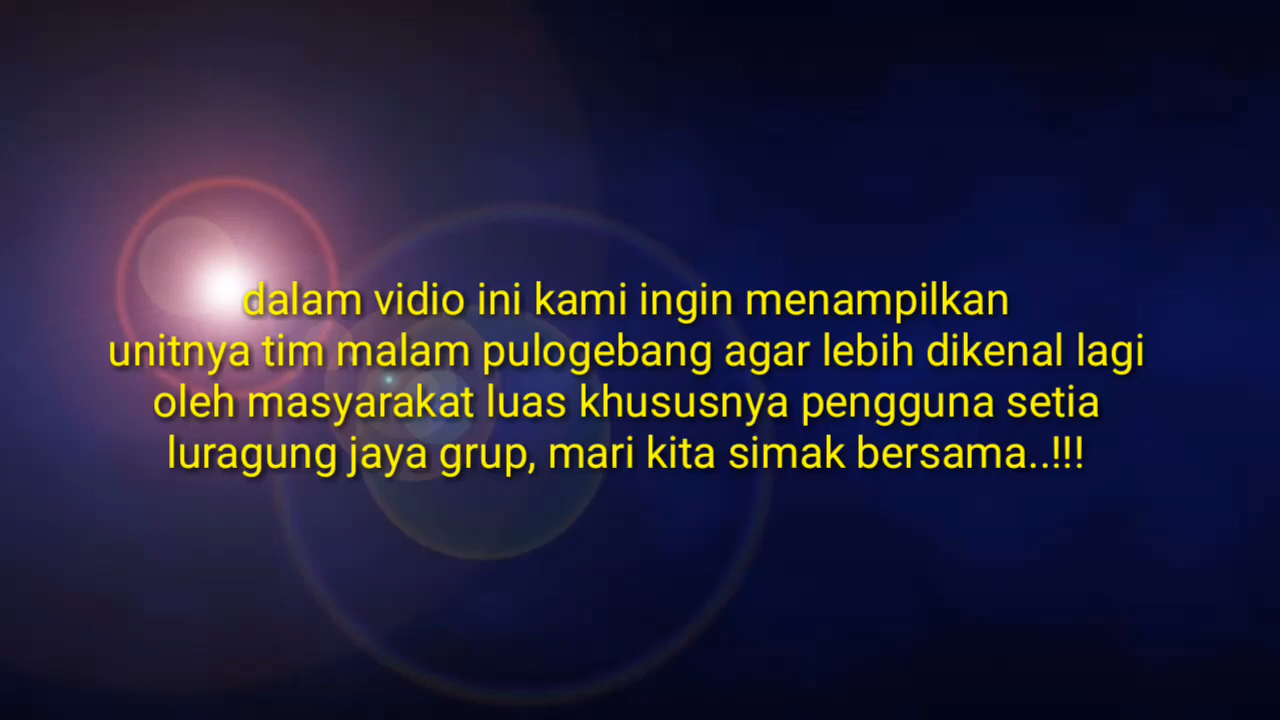 dalam vidio ini kami ingin menampilkan
unitnya tim malam pulogebang agar lebih dikenal lagi
oleh masyarakat luas khususnya pengguna setia
luragung jaya grup, mari kita simak bersama..!!!